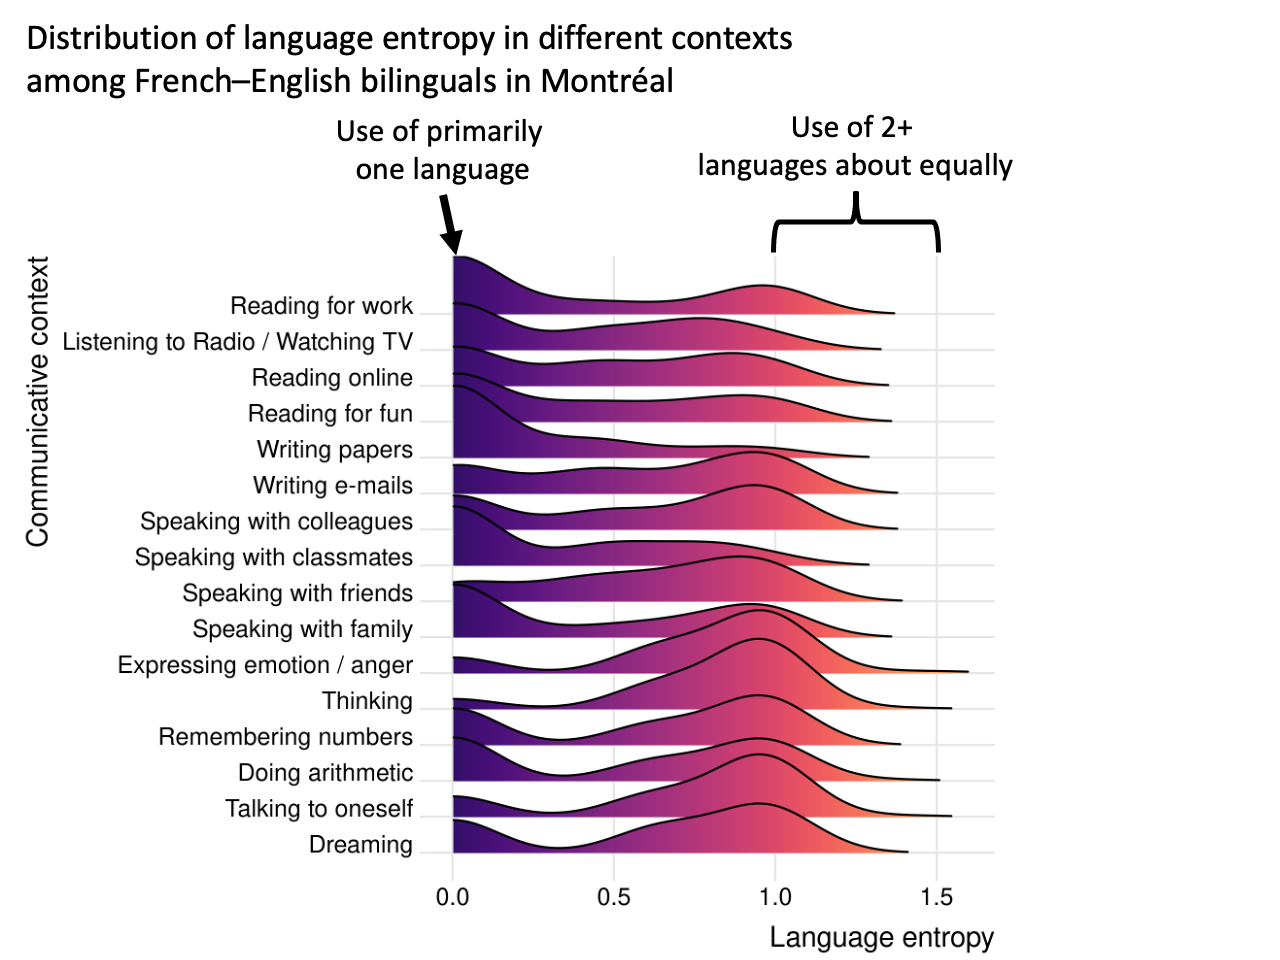 Distribution of language entropy in different contexts
among French–English bilinguals in Montréal
Use of primarily
one language
Use of 2+
languages about equally
Communicative context
Reading for work
Listening to Radio / Watching TV
Reading online
Reading for fun
Writing papers
Writing e-mails
Speaking with colleagues
Speaking with classmates
Speaking with friends
Speaking with family
Expressing emotion / anger
Thinking
Remembering numbers
Doing arithmetic
Talking to oneself
Dreaming
0.0 0.5 1.0 1.5
Language entropy